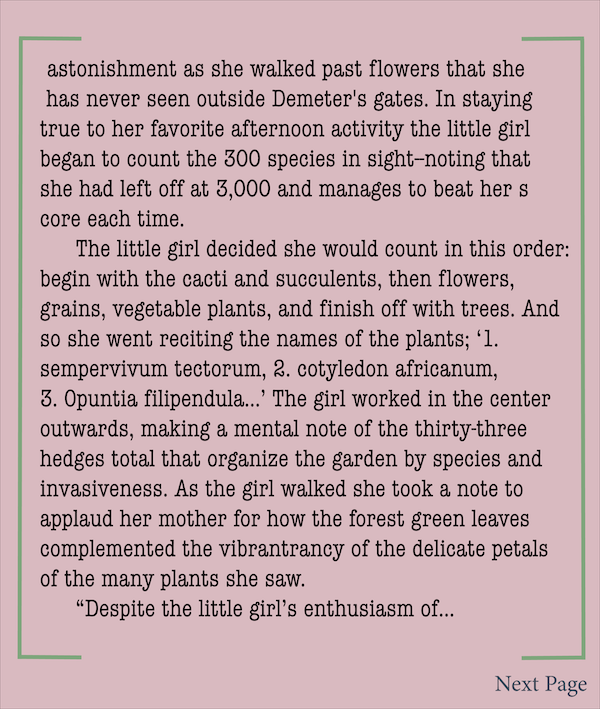 astonishment as she walked past flowers that she
has never seen outside Demeter's gates. In staying
true to her favorite afternoon activity the little girl
began to count the 300 species in sight–noting that
she had left off at 3,000 and manages to beat her s
core each time.
The little girl decided she would count in this order:
begin with the cacti and succulents, then flowers,
grains, vegetable plants, and finish off with trees. And
so she went reciting the names of the plants; ‘1.
sempervivum tectorum, 2. cotyledon africanum,
3. Opuntia filipendula...’ The girl worked in the center
outwards, making a mental note of the thirty-three
hedges total that organize the garden by species and
invasiveness. As the girl walked she took a note to
applaud her mother for how the forest green leaves
complemented the vibrantrancy of the delicate petals
of the many plants she saw.
“Despite the little girl’s enthusiasm of...
Next Page